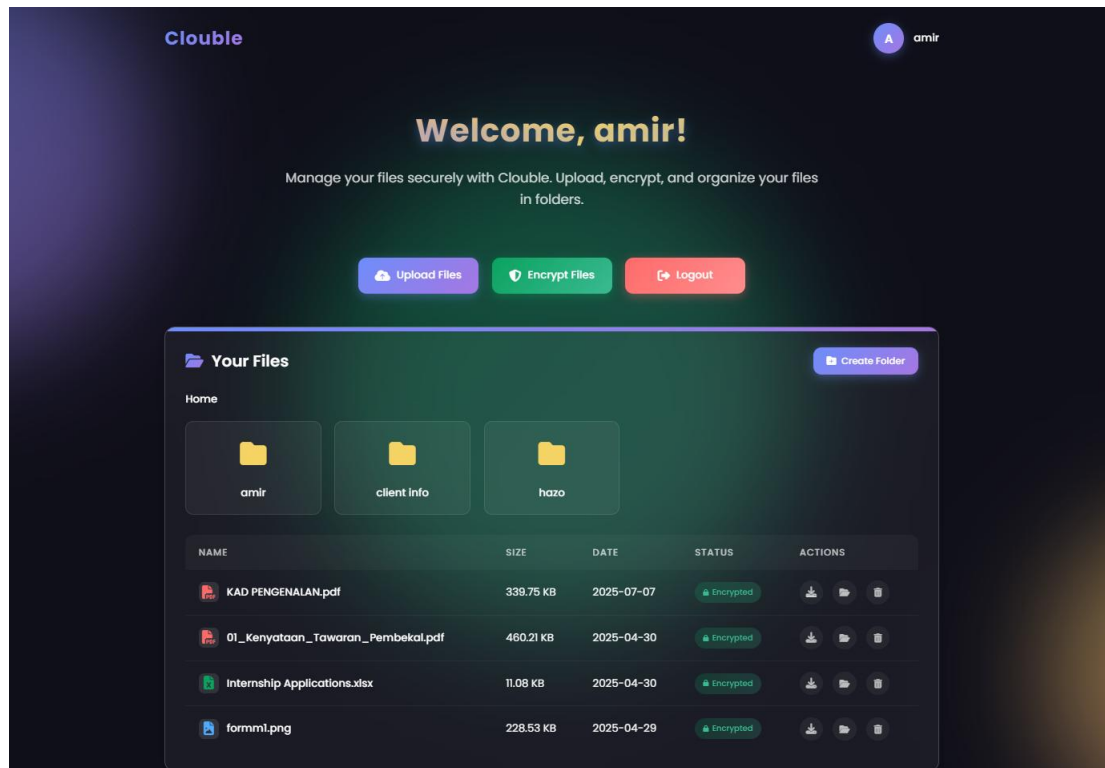 Clouble
A amir
Welcome, amir!
Manage your files securely with Clouble. Upload, encrypt, and organize your files
in folders.
Upload Files Encrypt Files Logout
Your Files Create Folder
Home
amir client info hazo
NAME SIZE DATE STATUS ACTIONS
KAD PENGENALAN.pdf 339.75 KB 2025-07-07 Encrypted
01_Kenyataan_Tawaran_Pembekal.pdf 460.21 KB 2025-04-30 Encrypted
Internship Applications.xlsx 11.08 KB 2025-04-30 Encrypted
formm1.png 228.53 KB 2025-04-29 Encrypted